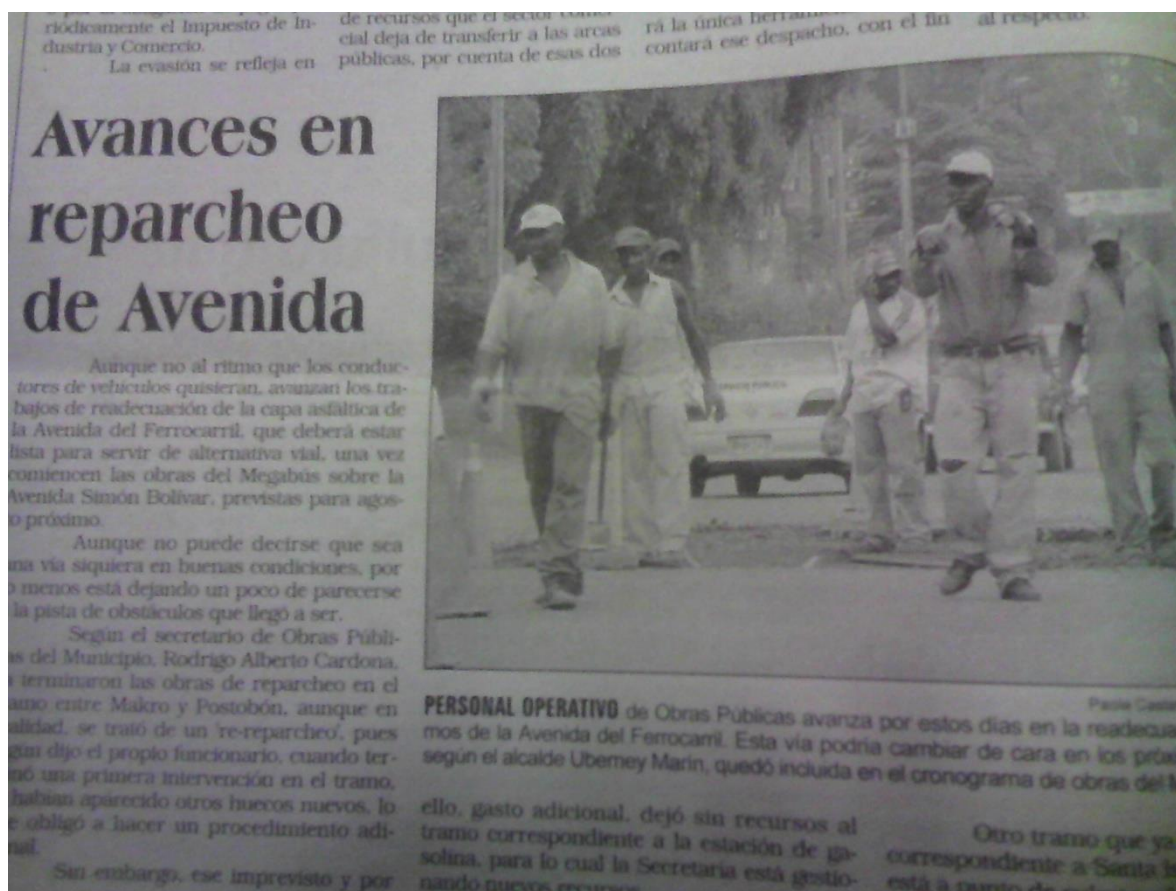 riódicamente el Impuesto de In-
dustria y Comercio.
La evasión se refleja en
de recursos que el sector comer-
cial deja de transferir a las arcas
públicas, por cuenta de esas dos
rá la única
contará ese despacho, con el fin
al respecto.
Avances en
reparcheo
de Avenida
Aunque no al ritmo que los conduc-
tores de vehículos quisieran, avanzan los tra-
bajos de readecuación de la capa asfáltica de
la Avenida del Ferrocarril, que deberá estar
lista para servir de alternativa vial, una vez
comiencen las obras del Megabús sobre la
Avenida Simón Bolívar, previstas para agos-
o próximo.
Aunque no puede decirse que sea
na vía siquiera en buenas condiciones, por
o menos está dejando un poco de parecerse
la pista de obstáculos que llegó a ser.
Según el secretario de Obras Públi-
as del Municipio, Rodrigo Alberto Cardona,
terminaron las obras de reparcheo en el
amo entre Makro y Postobón, aunque en
alidad, se trató de un 're-reparcheo', pues
gún dijo el propio funcionario, cuando ter-
nó una primera intervención en el tramo,
habían aparecido otros huecos nuevos, lo
e obligó a hacer un procedimiento adi-
nal.
Sin embargo, ese imprevisto y por
Paola
PERSONAL OPERATIVO de Obras Públicas avanza por estos días en la readecua
mos de la Avenida del Ferrocarril. Esta vía podría cambiar de cara en los próxi
según el alcalde Uberney Marín, quedó incluida en el cronograma de obras del
ello, gasto adicional, dejó sin recursos al
tramo correspondiente a la estación de ga-
solina, para lo cual la Secretaría está gestio-
nando nuevos recursos.
Otro tramo que ya
correspondiente a Santa
está a